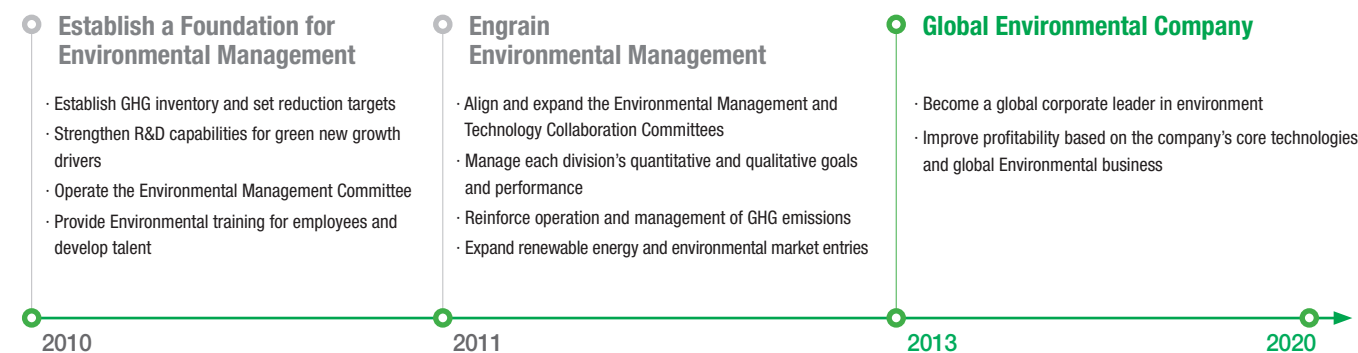 Establish a Foundation for
Environmental Management
· Establish GHG inventory and set reduction targets
· Strengthen R&D capabilities for green new growth
drivers
· Operate the Environmental Management Committee
· Provide Environmental training for employees and
develop talent
Engrain
Environmental Management
· Align and expand the Environmental Management and
Technology Collaboration Committees
· Manage each division’s quantitative and qualitative goals
and performance
· Reinforce operation and management of GHG emissions
· Expand renewable energy and environmental market entries
Global Environmental Company
· Become a global corporate leader in environment
· Improve profitability based on the company’s core technologies
and global Environmental business
2010
2011
2013
2020